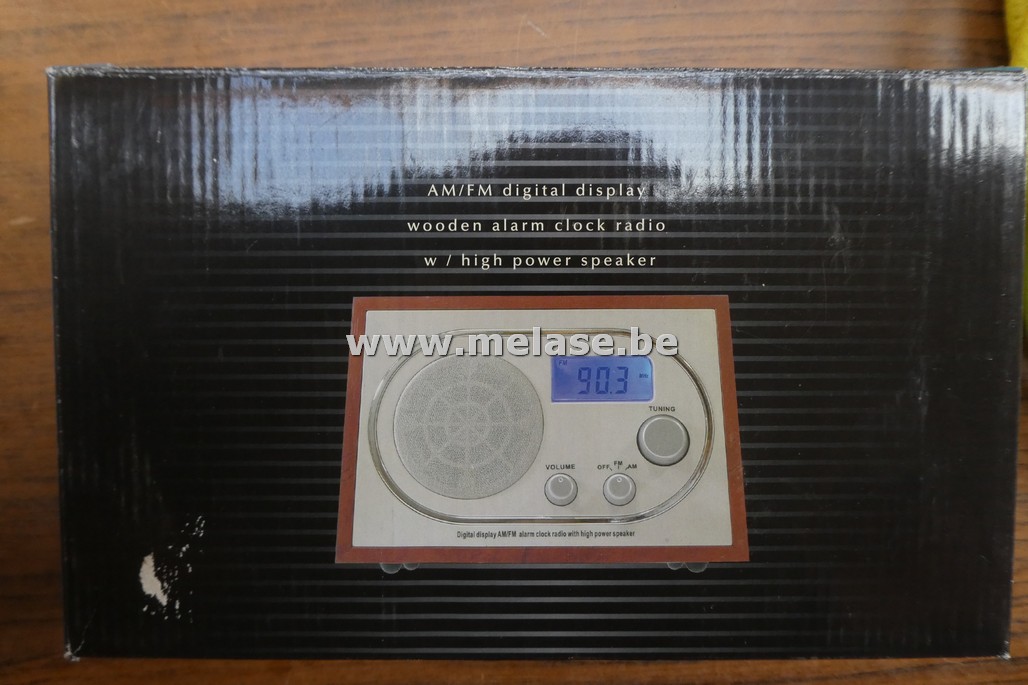 AM/FM digital display
wooden alarm clock radio
w / high power speaker
www.melase.be
FM
90.3
TUNING
VOLUME
OFF FM AM
Digital display AM/FM alarm clock radio with high power speaker